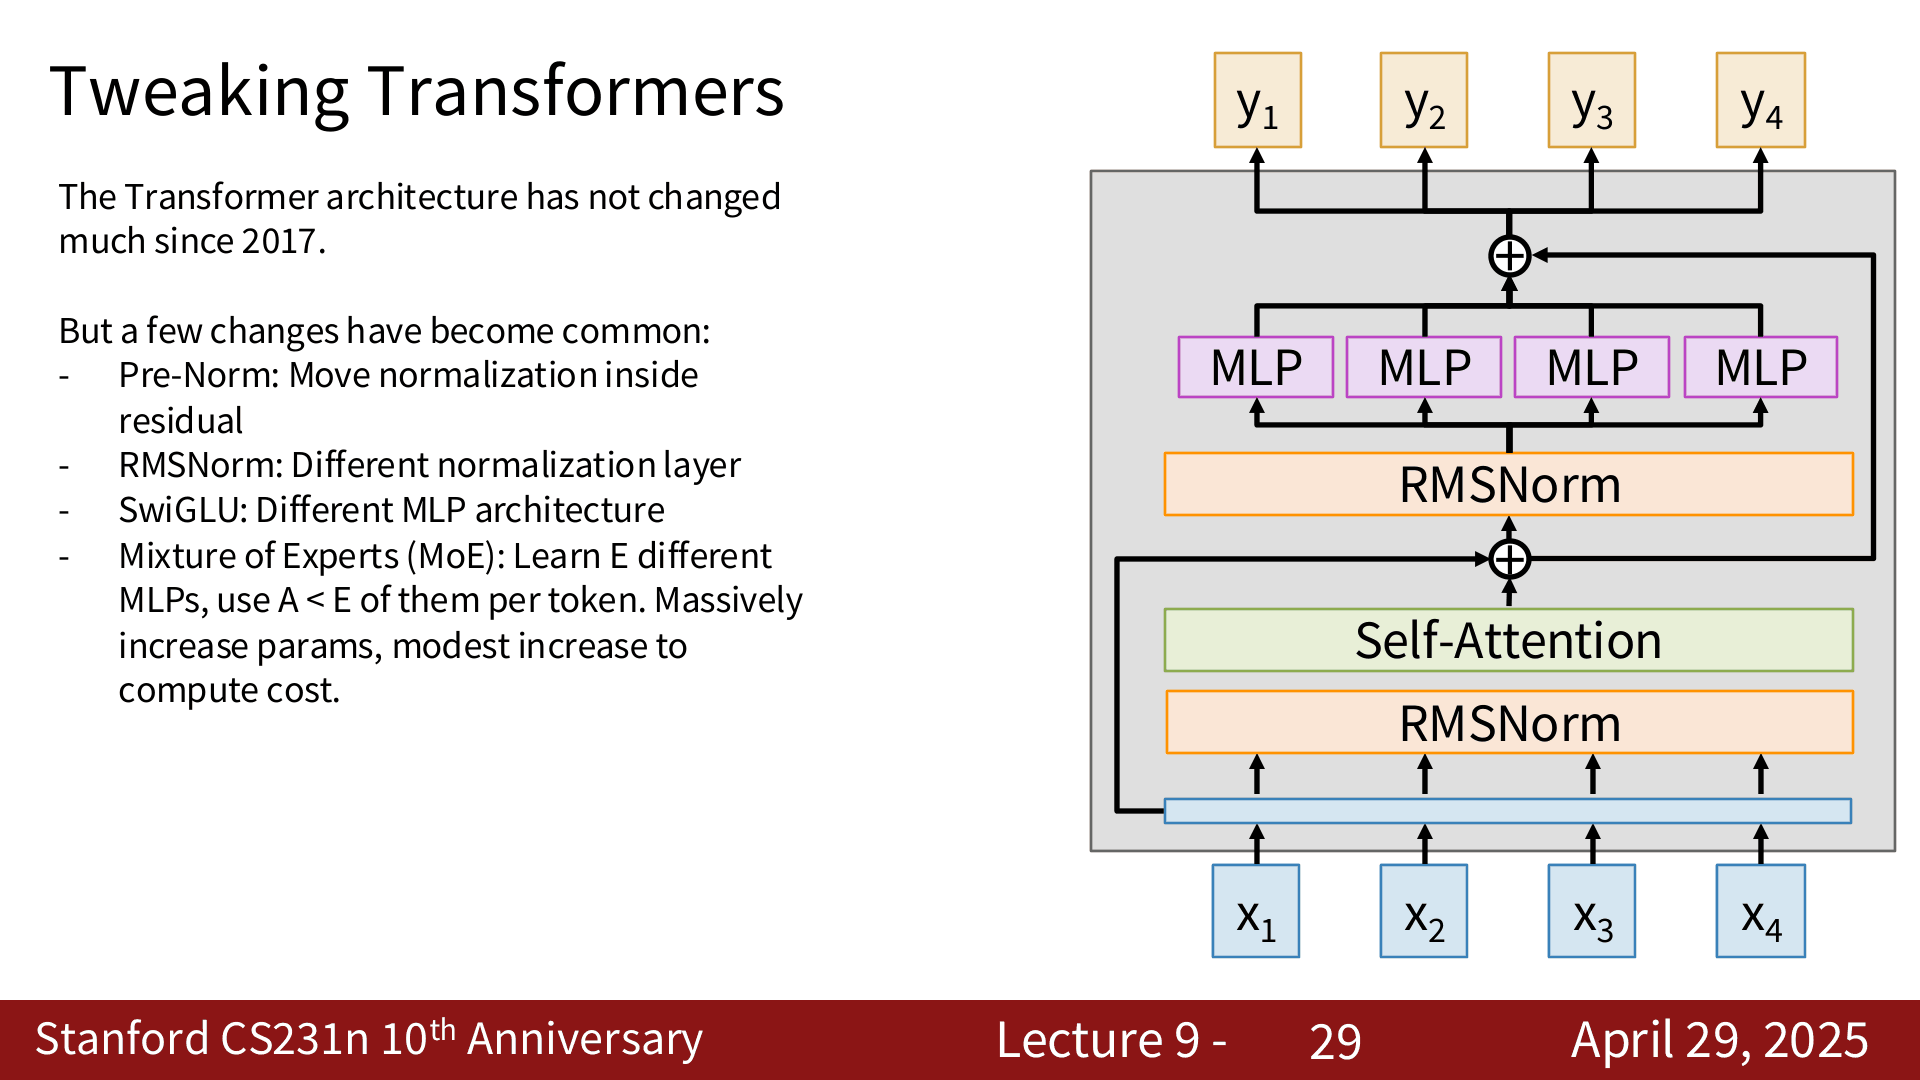 Tweaking Transformers
The Transformer architecture has not changed
much since 2017.
But a few changes have become common:
- Pre-Norm: Move normalization inside
residual
- RMSNorm: Different normalization layer
- SwiGLU: Different MLP architecture
- Mixture of Experts (MoE): Learn E different
MLPs, use A < E of them per token. Massively
increase params, modest increase to
compute cost.
y1 y2 y3 y4
MLP MLP MLP MLP
RMSNorm
Self-Attention
RMSNorm
x1 x2 x3 x4
Stanford CS231n 10th Anniversary Lecture 9 - 29 April 29, 2025